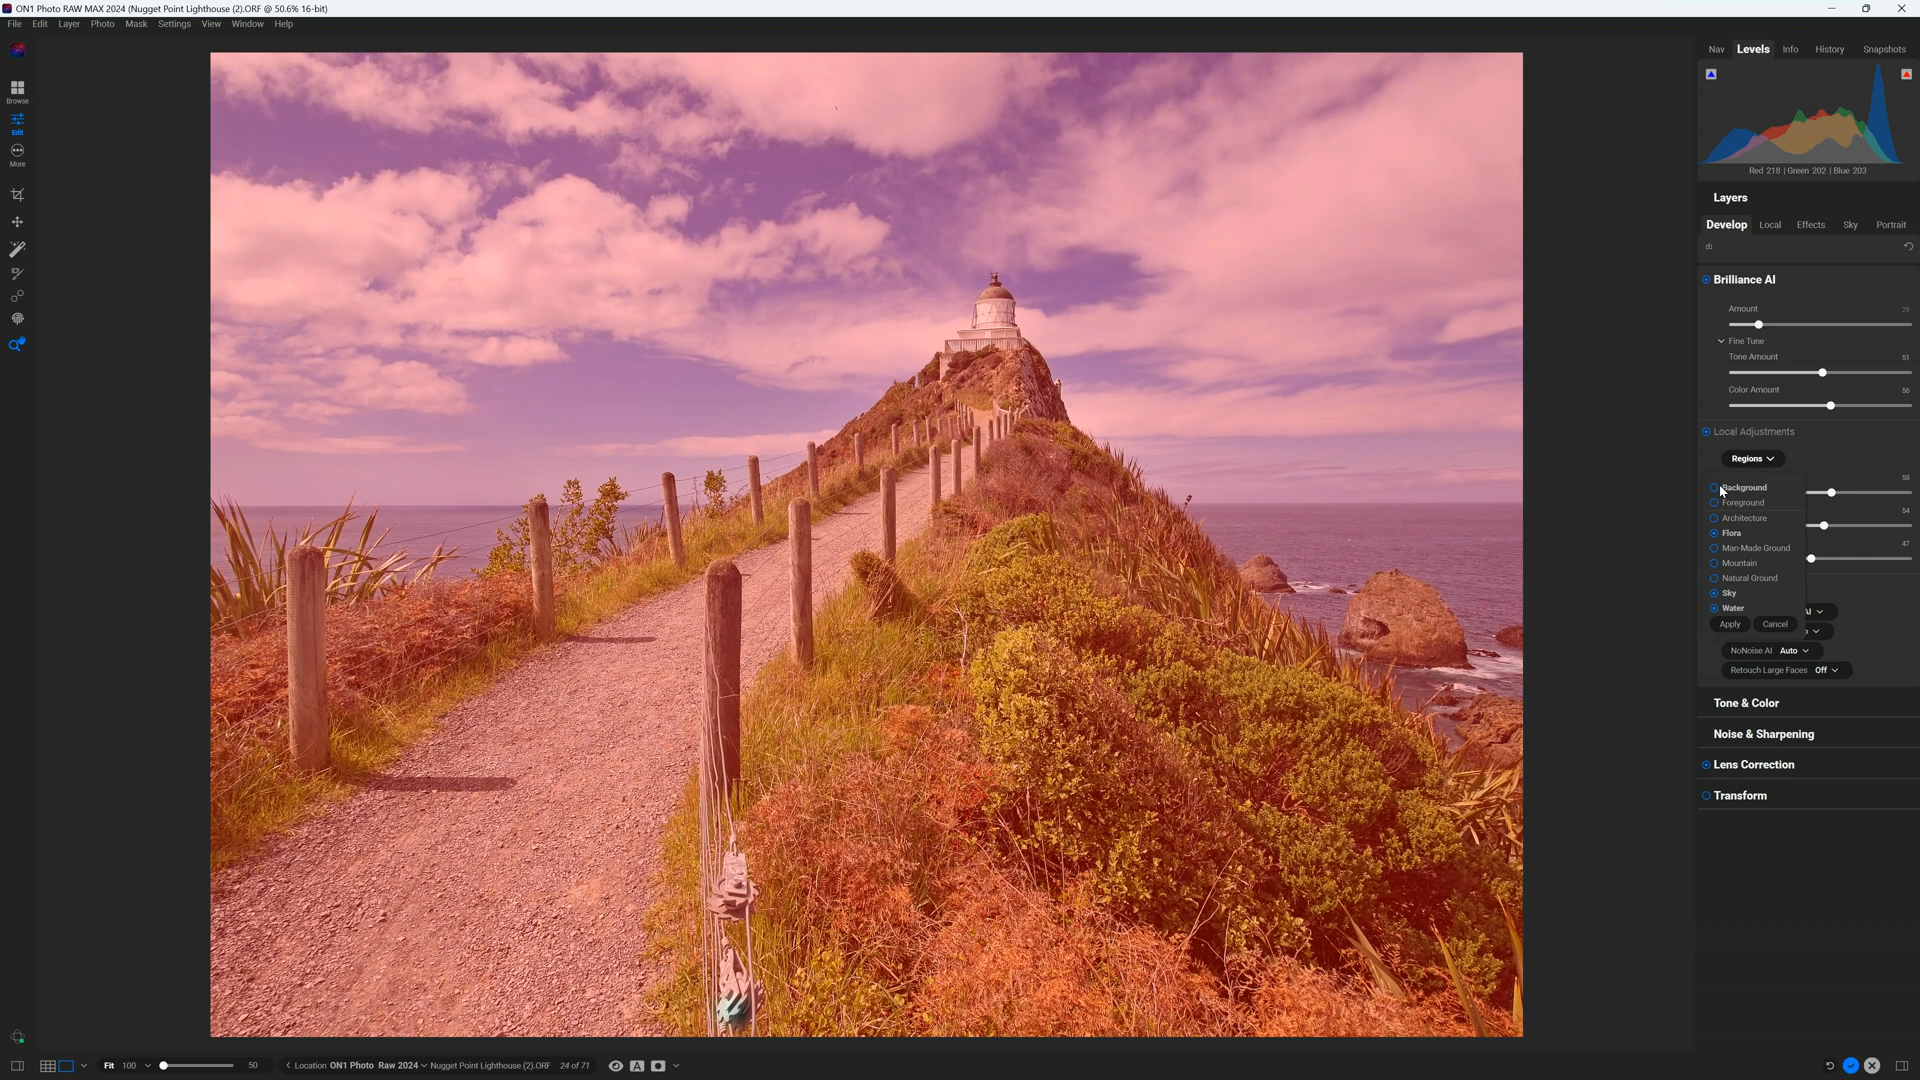 ON1 Photo RAW MAX 2024 (Nugget Point Lighthouse (2).ORF @ 50.6% 16-bit)
File Edit Layer Photo Mask Settings View Window Help
Nav Levels Info History Snapshots
Browse
Edit
More
Red 218 | Green 202 | Blue 203
Layers
Develop Local Effects Sky Portrait
Brilliance AI
Amount 29
Fine Tune
Tone Amount 51
Color Amount 56
Local Adjustments
Regions
58
Background
Foreground
54
Architecture
Flora
47
Man-Made Ground
Mountain
Natural Ground
Sky
Water
AI
Apply Cancel
NoNoise AI Auto
Retouch Large Faces Off
Tone & Color
Noise & Sharpening
Lens Correction
Transform
Fit 100 50 Location ON1 Photo Raw 2024 Nugget Point Lighthouse (2).ORF 24 of 71 A